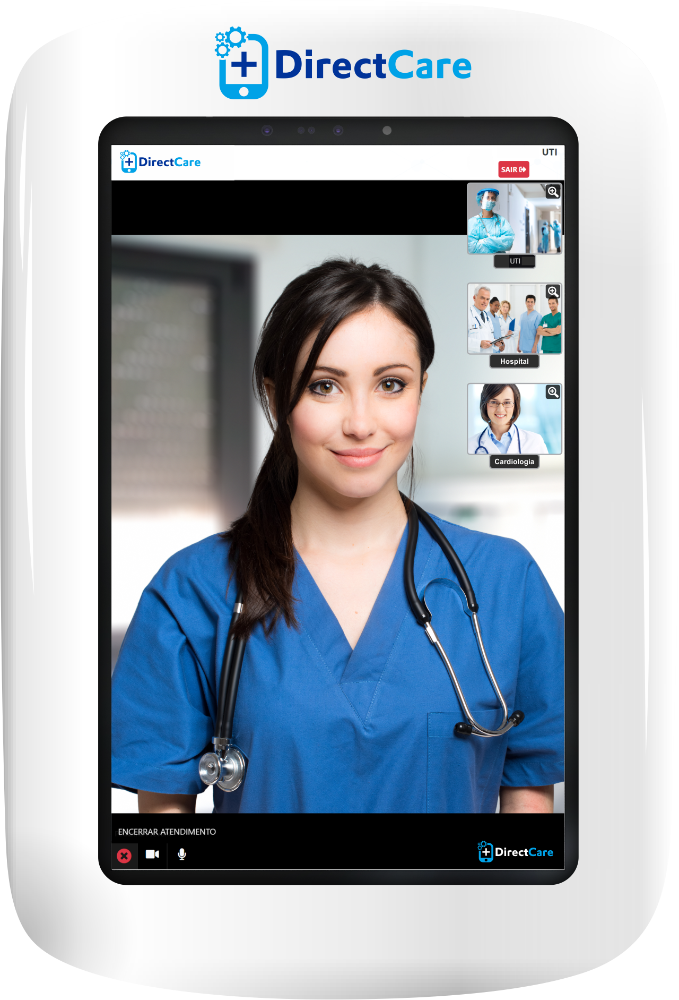 DirectCare
DirectCare
UTI
SAIR
UTI
Hospital
Cardiologia
ENCERRAR ATENDIMENTO
DirectCare